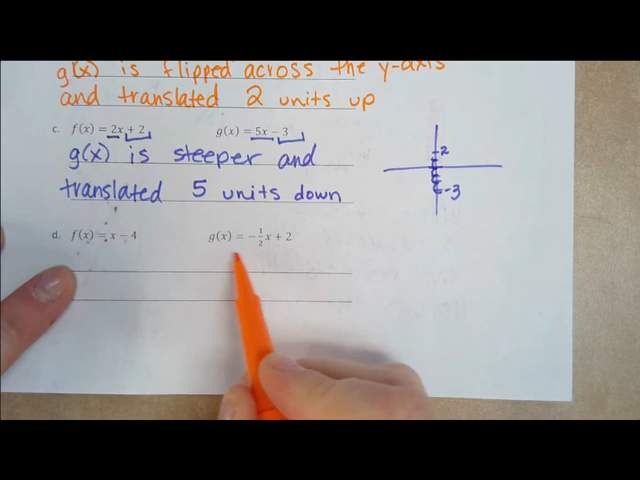 g(x) is flipped across the y-axis
and translated 2 units up
c. f(x) = 2x + 2 g(x) = 5x − 3
g(x) is steeper and
translated 5 units down
2
-3
d. f(x) = x − 4 g(x) = −1/2x + 2